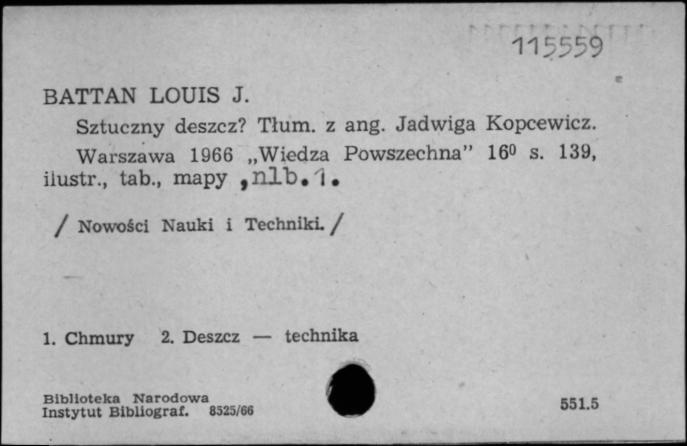 115559
BATTAN LOUIS J.
Sztuczny deszcz? Tłum. z ang. Jadwiga Kopcewicz.
Warszawa 1966 „Wiedza Powszechna” 16⁰ s. 139,
ilustr., tab., mapy ,nlb.1.
/ Nowości Nauki i Techniki. /
1. Chmury 2. Deszcz — technika
Biblioteka Narodowa
Instytut Bibliograf. 8525/66
551.5